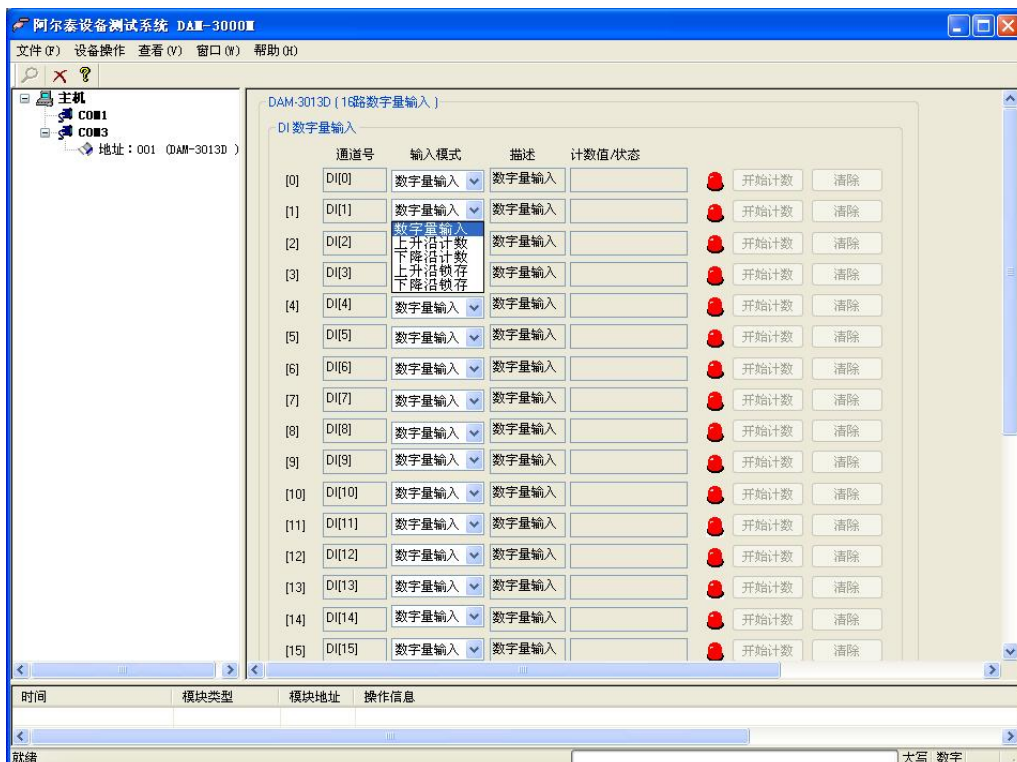 阿尔泰设备测试系统 DAM-3000M
文件(F) 设备操作 查看(V) 窗口(W) 帮助(H)
主机
COM1
COM3
地址：001 (DAM-3013D )
DAM-3013D ( 16路数字量输入 )
DI 数字量输入
通道号 输入模式 描述 计数值/状态
[0] DI[0] 数字量输入 数字量输入 开始计数 清除
[1] DI[1] 数字量输入 数字量输入 开始计数 清除
数字量输入
上升沿计数
下降沿计数
上升沿锁存
下降沿锁存
[2] DI[2] 数字量输入 开始计数 清除
[3] DI[3] 数字量输入 开始计数 清除
[4] DI[4] 数字量输入 数字量输入 开始计数 清除
[5] DI[5] 数字量输入 数字量输入 开始计数 清除
[6] DI[6] 数字量输入 数字量输入 开始计数 清除
[7] DI[7] 数字量输入 数字量输入 开始计数 清除
[8] DI[8] 数字量输入 数字量输入 开始计数 清除
[9] DI[9] 数字量输入 数字量输入 开始计数 清除
[10] DI[10] 数字量输入 数字量输入 开始计数 清除
[11] DI[11] 数字量输入 数字量输入 开始计数 清除
[12] DI[12] 数字量输入 数字量输入 开始计数 清除
[13] DI[13] 数字量输入 数字量输入 开始计数 清除
[14] DI[14] 数字量输入 数字量输入 开始计数 清除
[15] DI[15] 数字量输入 数字量输入 开始计数 清除
时间 模块类型 模块地址 操作信息
就绪 大写 数字